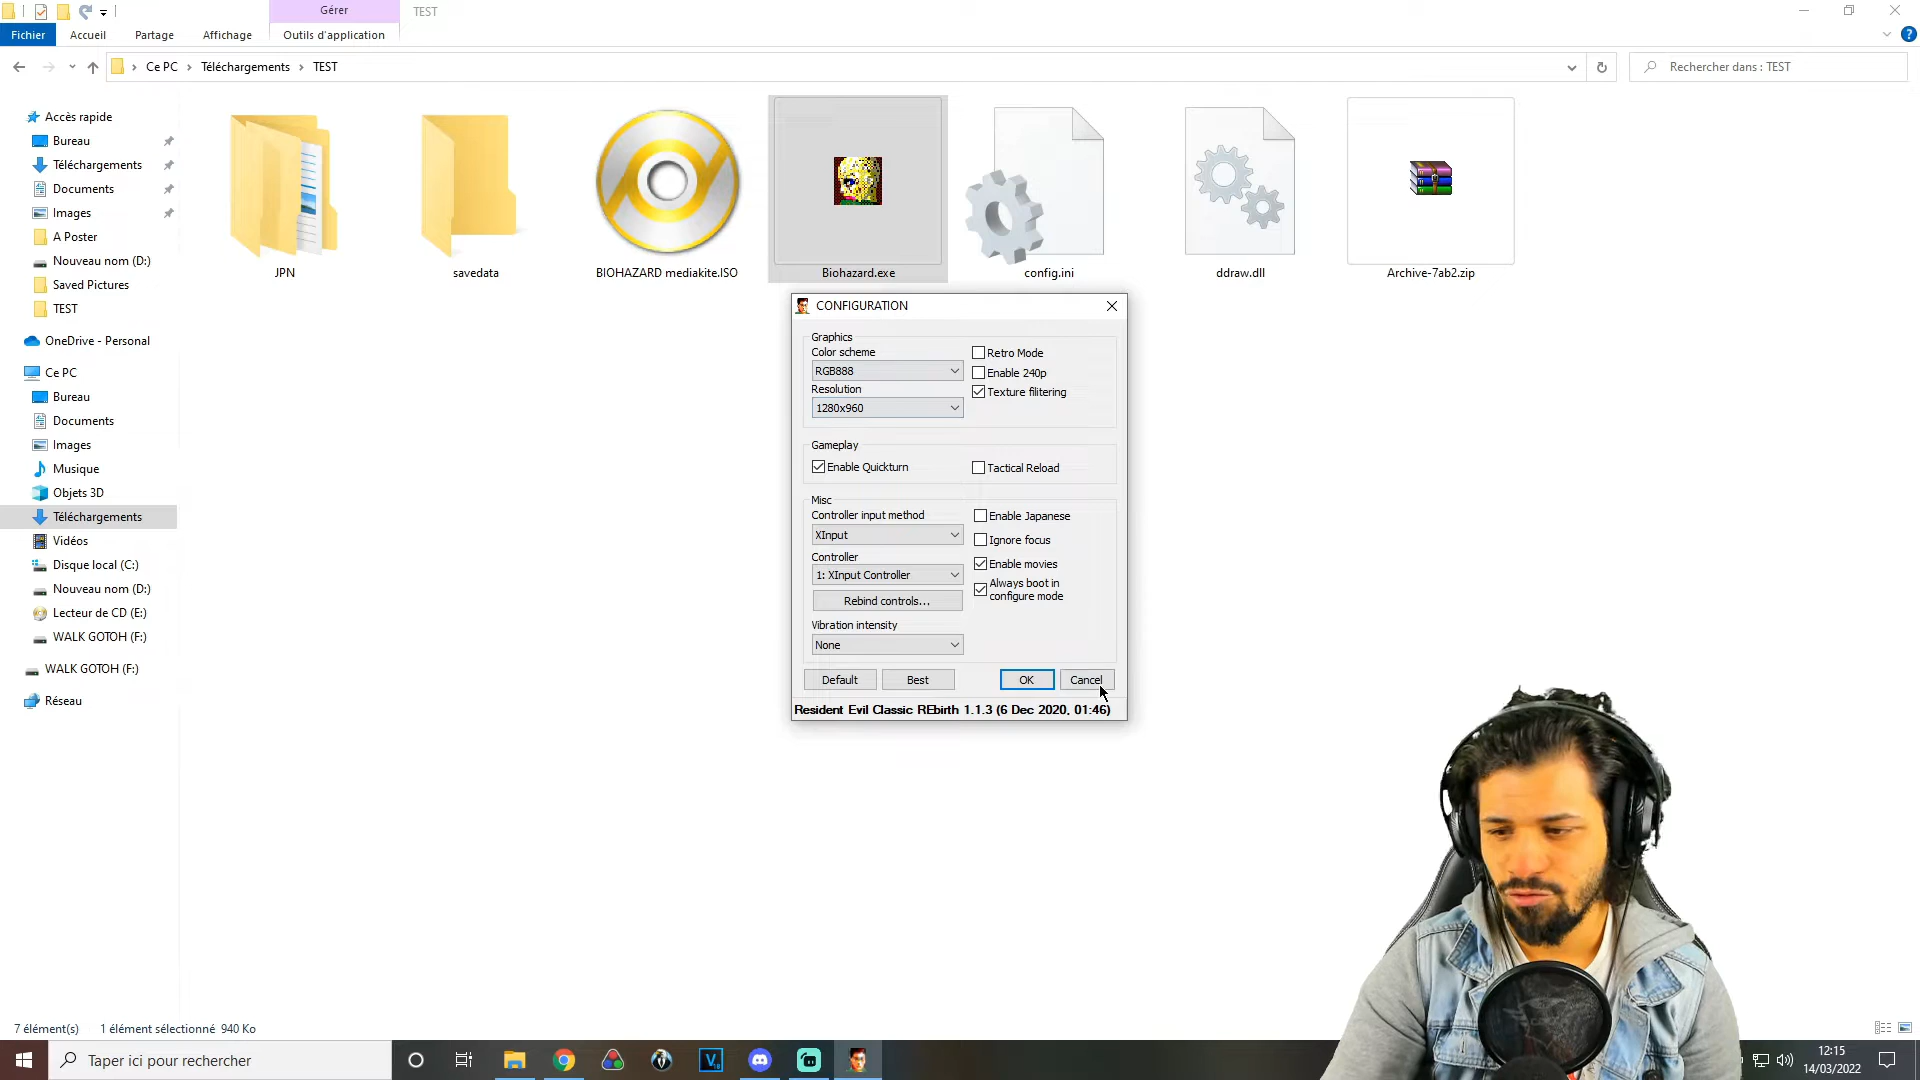 Gérer
TEST
Fichier
Accueil
Partage
Affichage
Outils d'application
Ce PC
Téléchargements
TEST
Rechercher dans : TEST
Accès rapide
Bureau
Téléchargements
Documents
Images
A Poster
Nouveau nom (D:)
Saved Pictures
TEST
OneDrive - Personal
Ce PC
Bureau
Documents
Images
Musique
Objets 3D
Téléchargements
Vidéos
Disque local (C:)
Nouveau nom (D:)
Lecteur de CD (E:)
WALK GOTOH (F:)
WALK GOTOH (F:)
Réseau
JPN
savedata
BIOHAZARD mediakite.ISO
Biohazard.exe
config.ini
ddraw.dll
Archive-7ab2.zip
CONFIGURATION
Graphics
Color scheme
RGB888
Resolution
1280x960
Retro Mode
Enable 240p
Texture filitering
Gameplay
Enable Quickturn
Tactical Reload
Misc
Controller input method
XInput
Controller
1: XInput Controller
Rebind controls...
Vibration intensity
None
Enable Japanese
Ignore focus
Enable movies
Always boot in
configure mode
Default
Best
OK
Cancel
Resident Evil Classic REbirth 1.1.3 (6 Dec 2020, 01:46)
7 élément(s)
1 élément sélectionné 940 Ko
Taper ici pour rechercher
12:15
14/03/2022